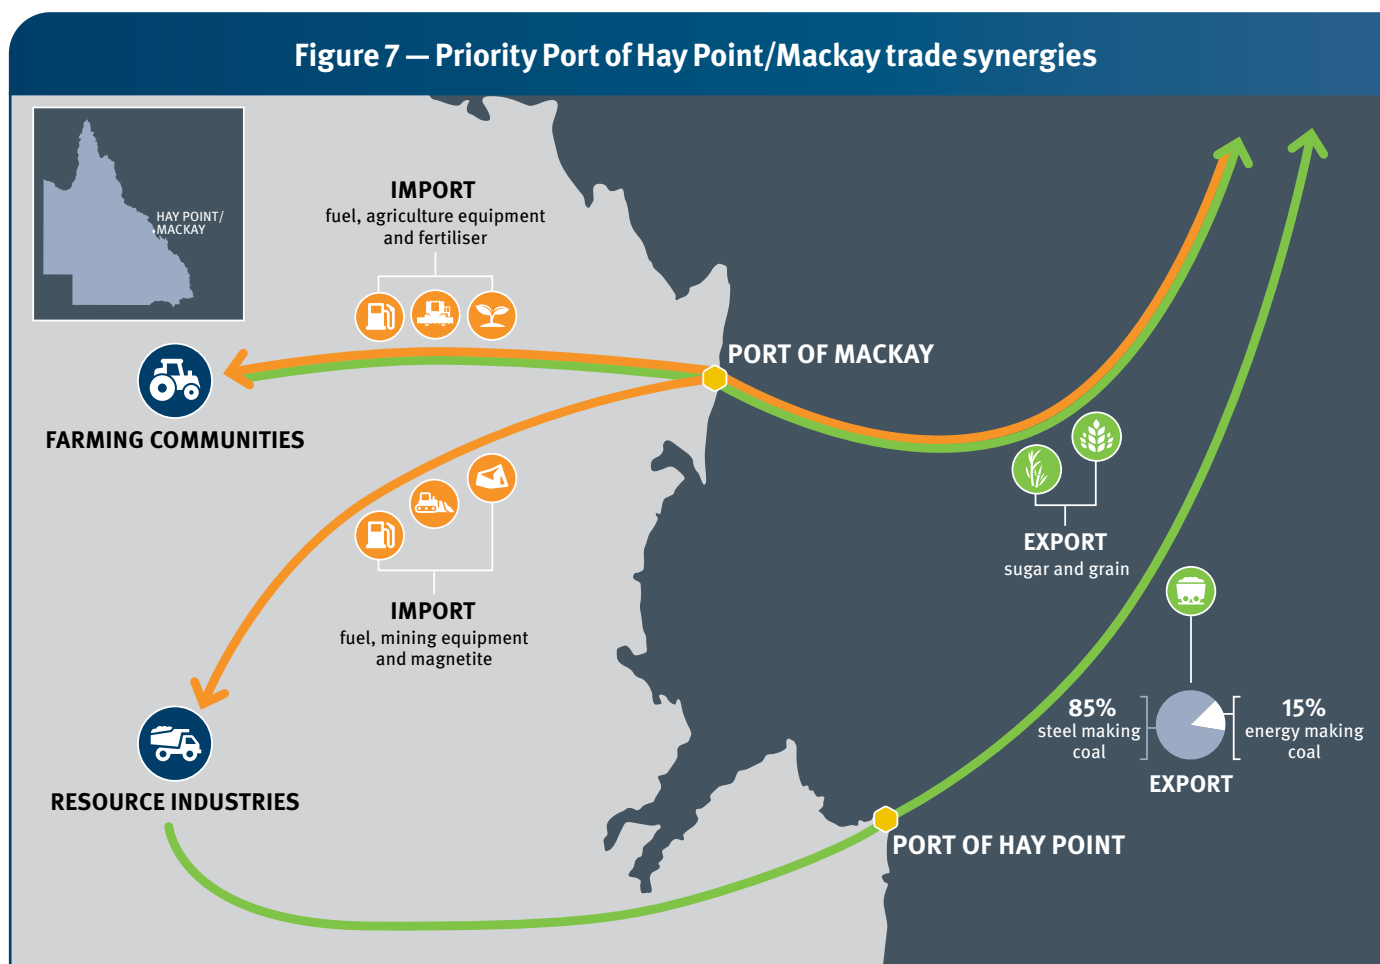 Figure 7 — Priority Port of Hay Point/Mackay trade synergies
HAY POINT/
MACKAY
IMPORT
fuel, agriculture equipment
and fertiliser
PORT OF MACKAY
FARMING COMMUNITIES
IMPORT
fuel, mining equipment
and magnetite
EXPORT
sugar and grain
85%
steel making
coal
15%
energy making
coal
EXPORT
RESOURCE INDUSTRIES
PORT OF HAY POINT